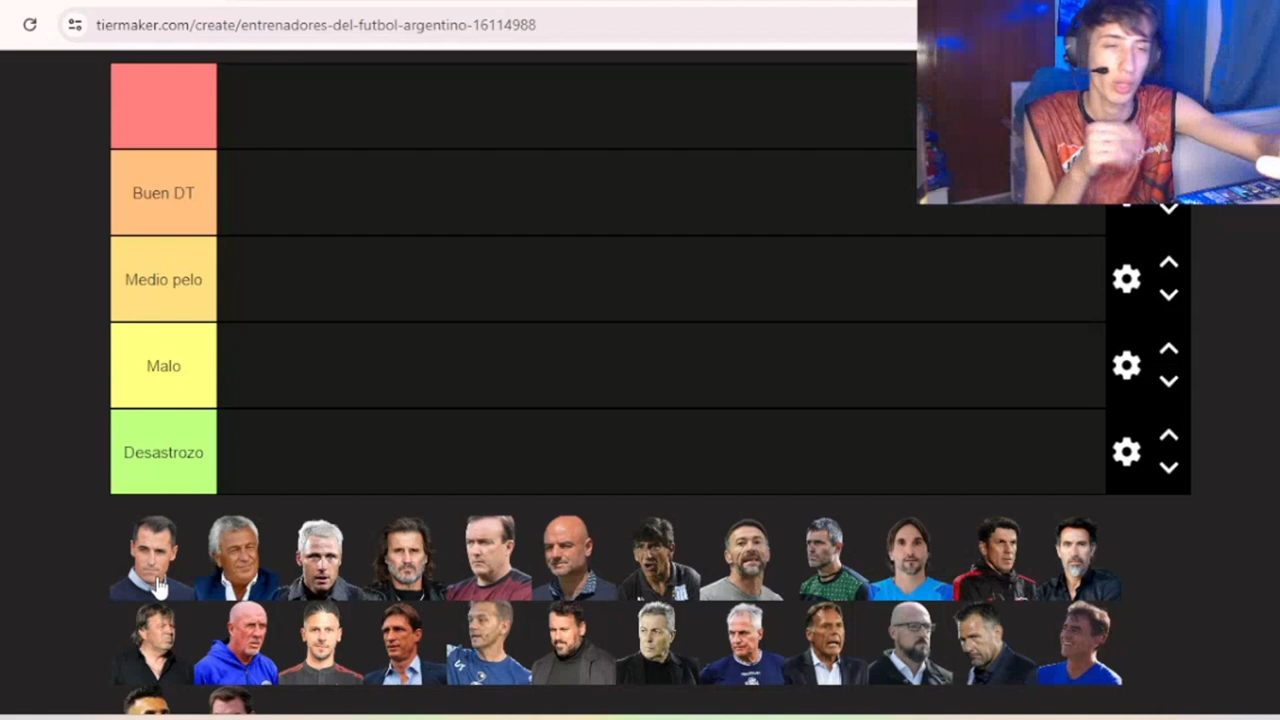 tiermaker.com/create/entrenadores-del-futbol-argentino-16114988
Buen DT
Medio pelo
Malo
Desastrozo